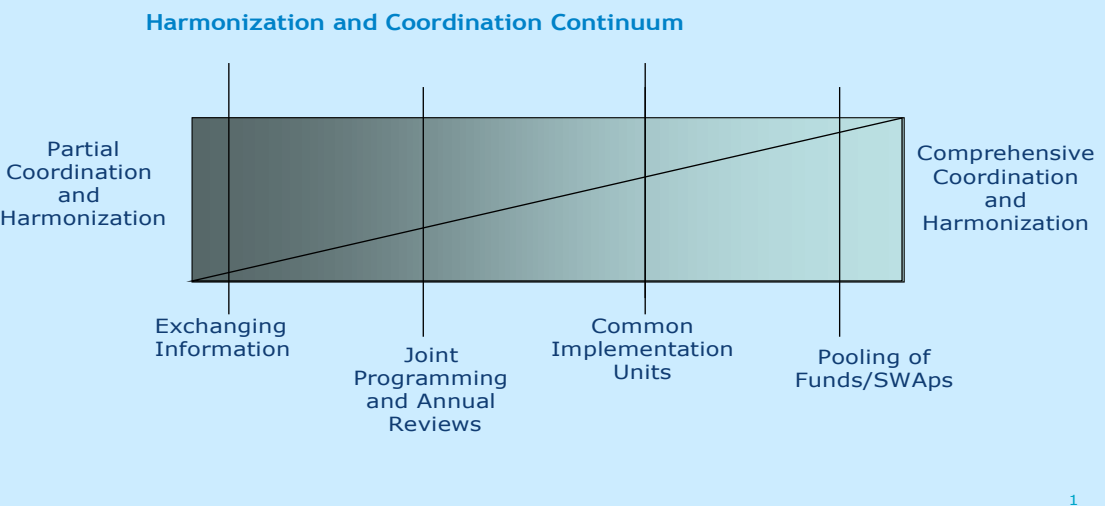 Harmonization and Coordination Continuum
Partial
Coordination
and
Harmonization
Comprehensive
Coordination
and
Harmonization
Exchanging
Information
Joint
Programming
and Annual
Reviews
Common
Implementation
Units
Pooling of
Funds/SWAps
1